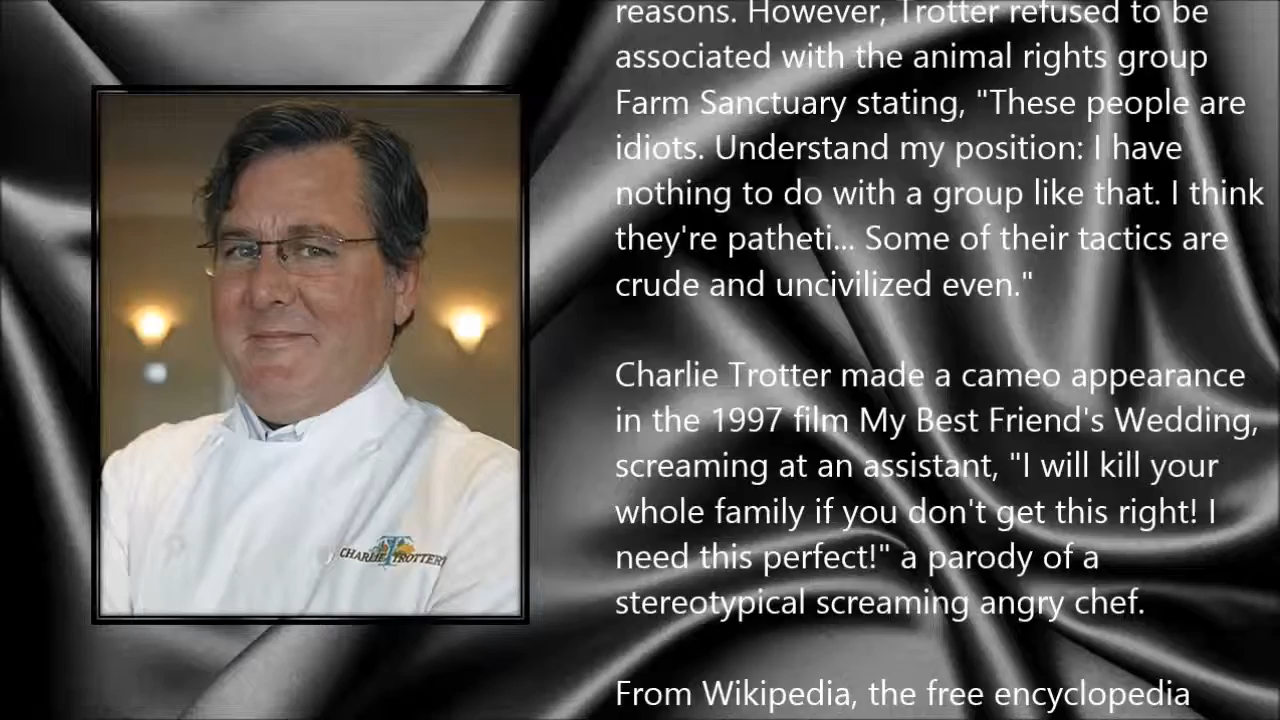 reasons. However, Trotter refused to be
associated with the animal rights group
Farm Sanctuary stating, "These people are
idiots. Understand my position: I have
nothing to do with a group like that. I think
they're patheti... Some of their tactics are
crude and uncivilized even."
Charlie Trotter made a cameo appearance
in the 1997 film My Best Friend's Wedding,
screaming at an assistant, "I will kill your
whole family if you don't get this right! I
need this perfect!" a parody of a
stereotypical screaming angry chef.
From Wikipedia, the free encyclopedia
CHARLIE TROTTER'S